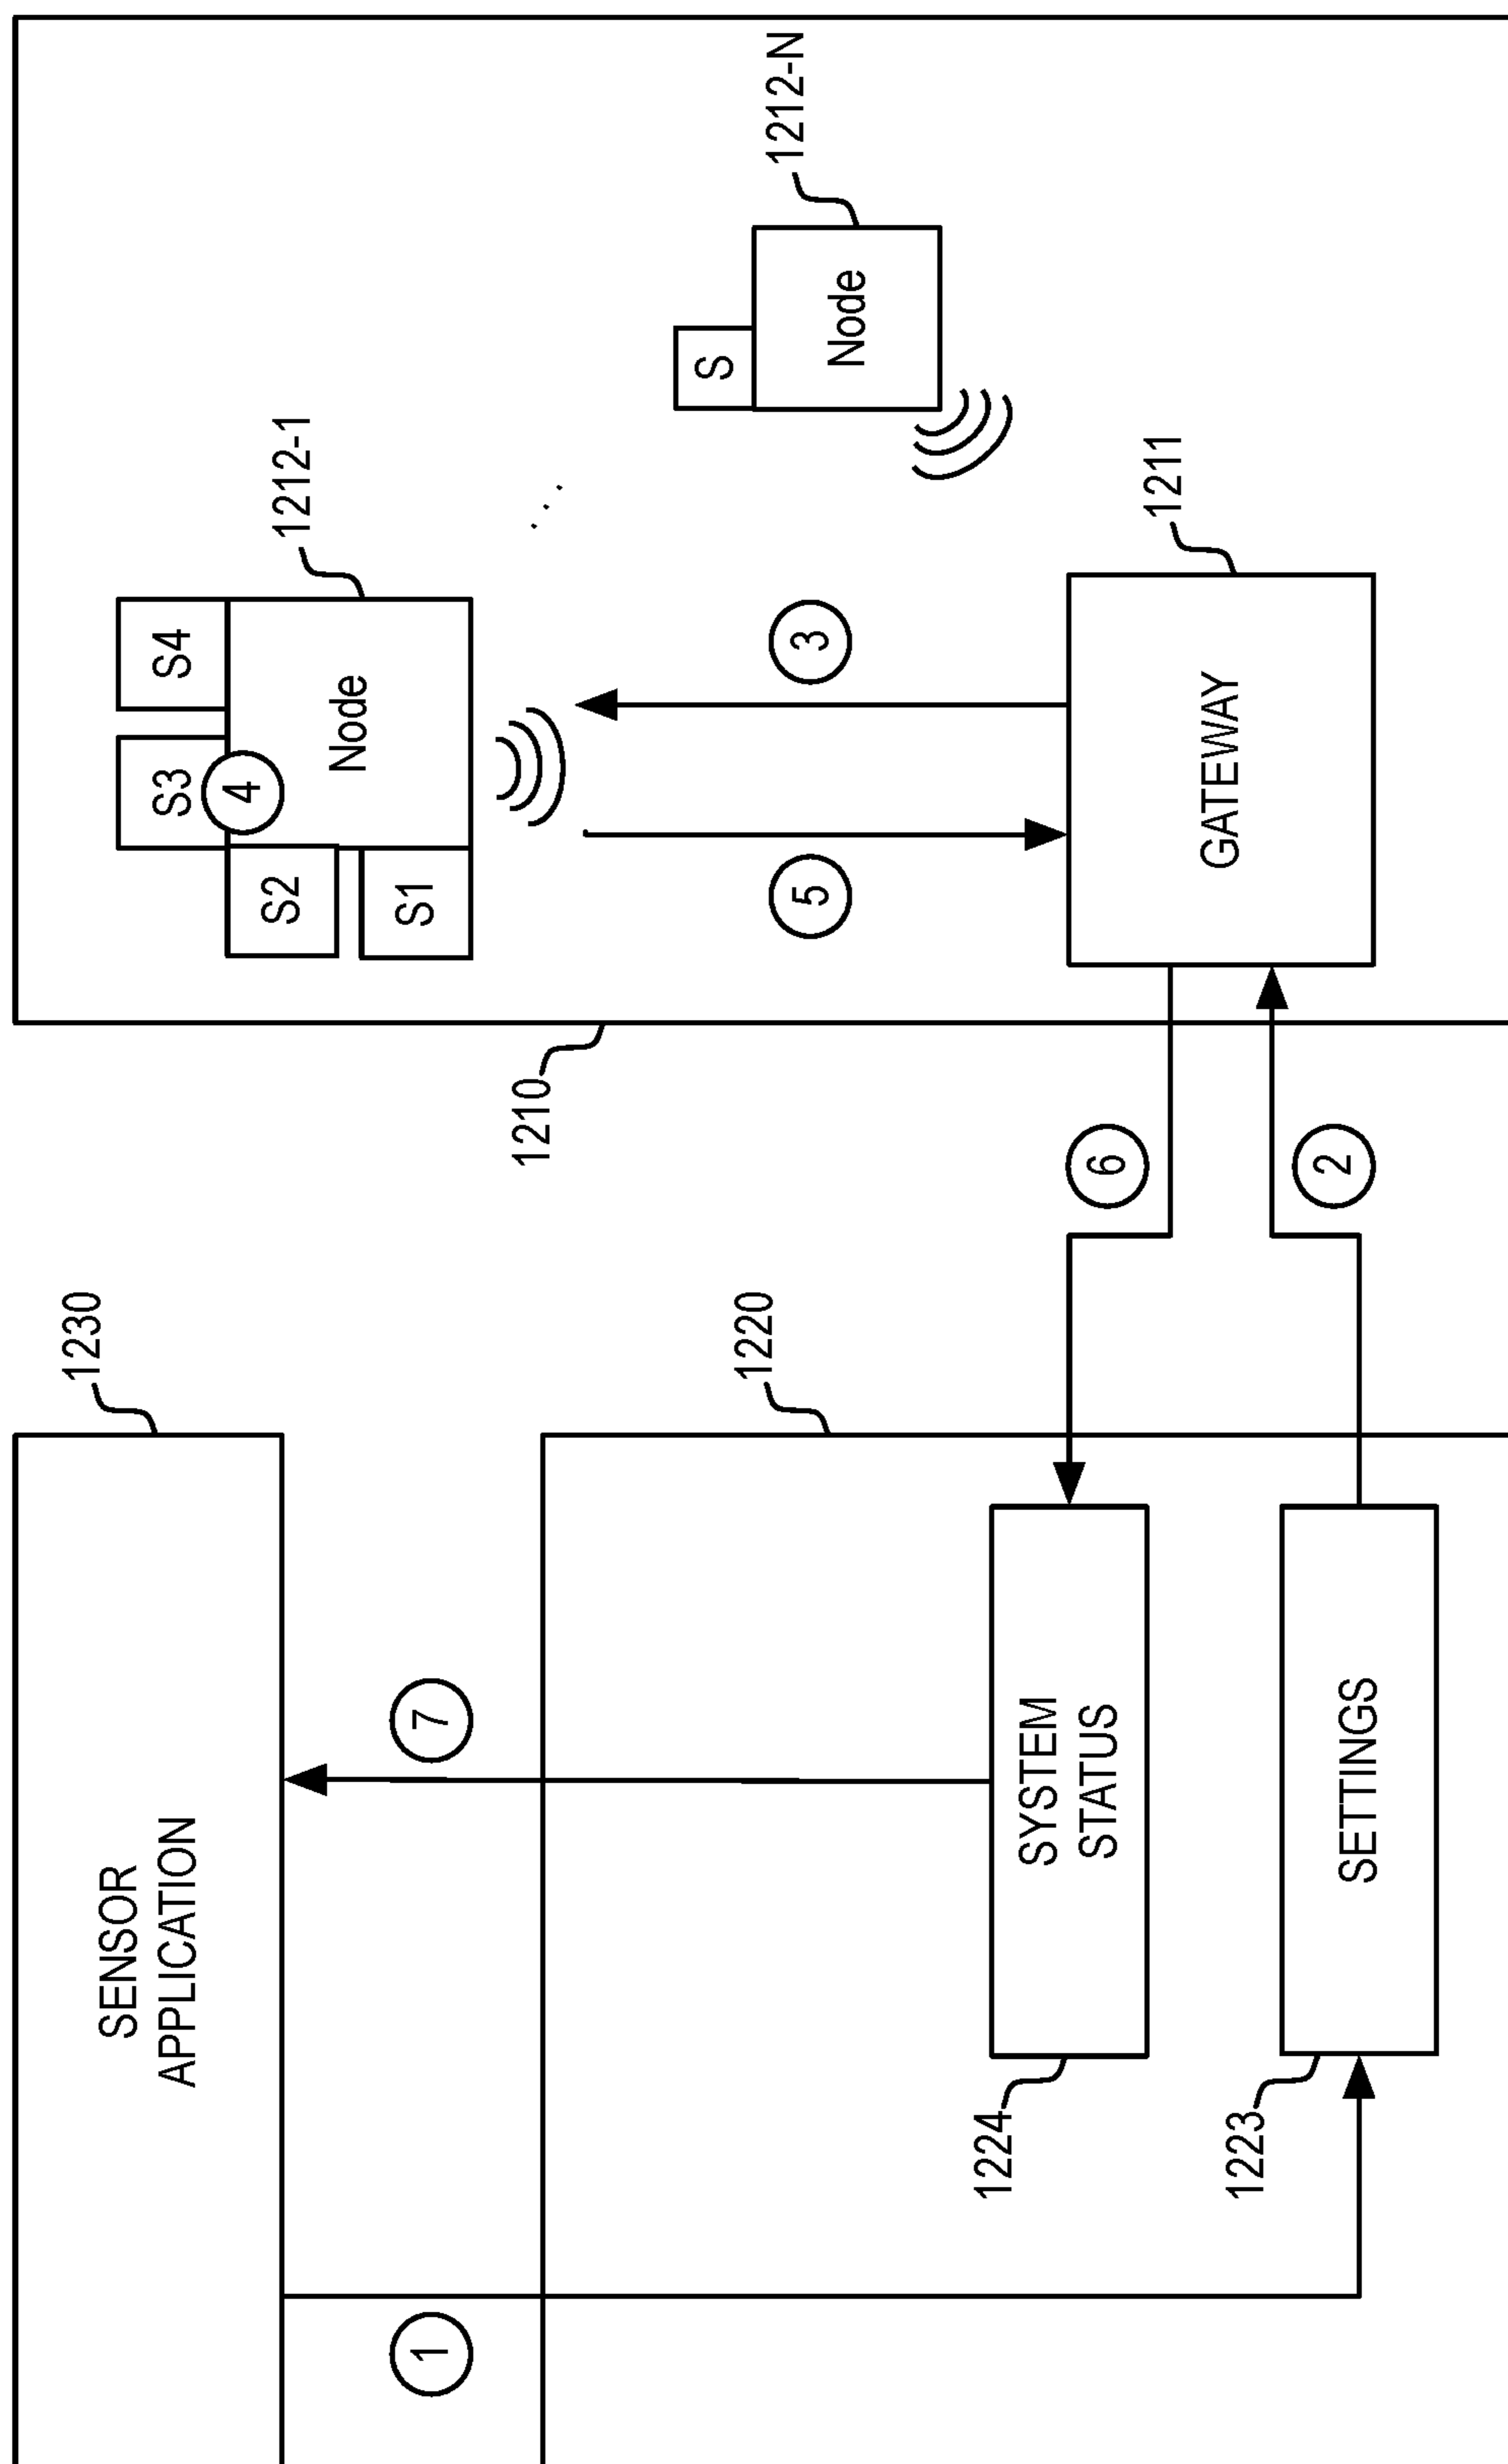 SENSOR
APPLICATION
1230
1
7
1220
SYSTEM
STATUS
1224
SETTINGS
1223
6
2
1210
S4
S3
S2
S1
4
Node
1212-1
...
S
Node
1212-N
3
5
GATEWAY
1211